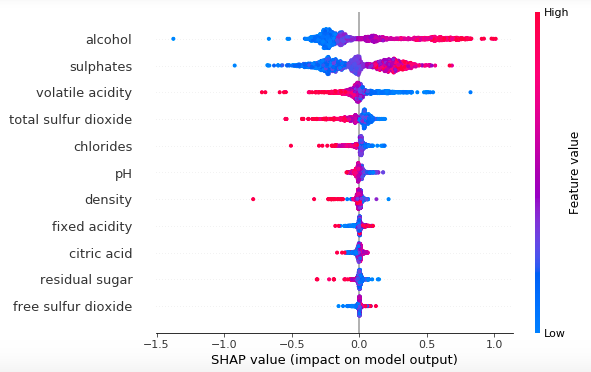 High
alcohol
sulphates
volatile acidity
total sulfur dioxide
chlorides
pH
density
fixed acidity
citric acid
residual sugar
free sulfur dioxide
Feature value
Low
−1.5 −1.0 −0.5 0.0 0.5 1.0
SHAP value (impact on model output)